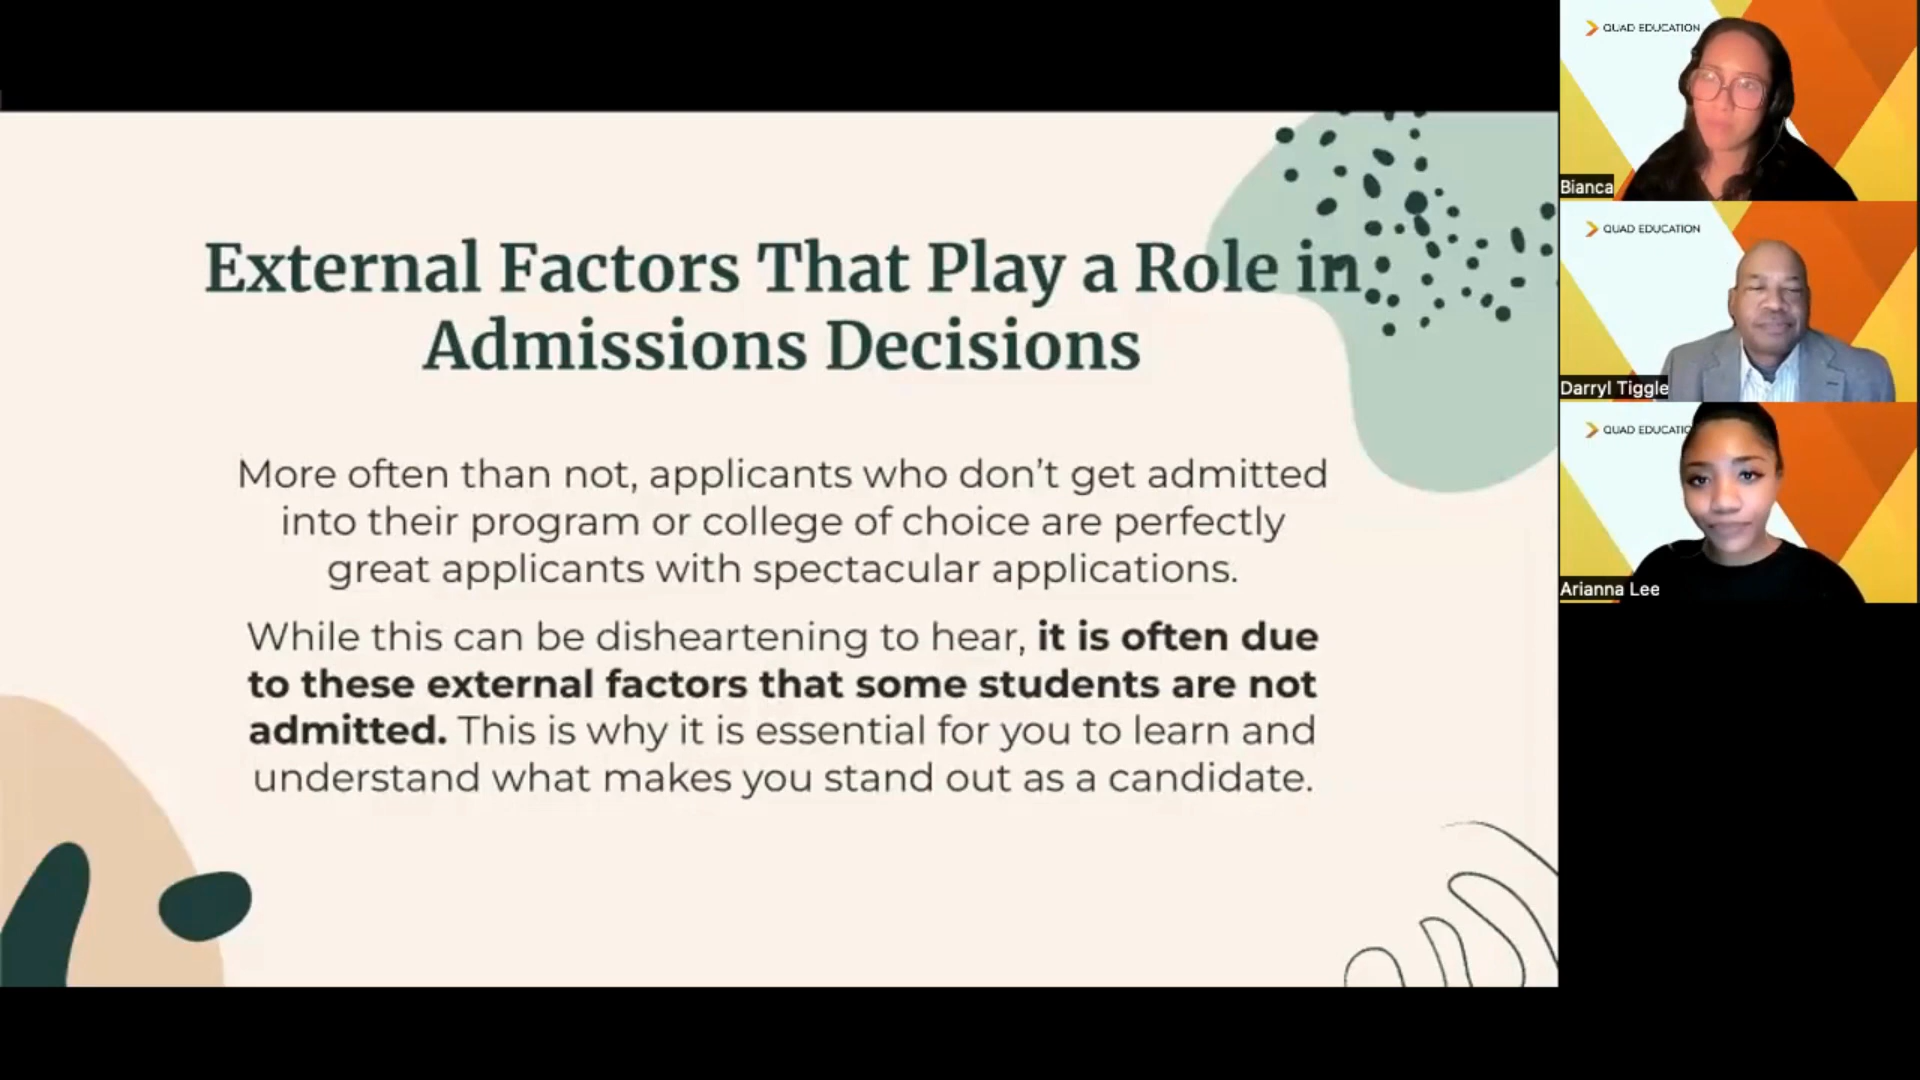 External Factors That Play a Role in
Admissions Decisions
More often than not, applicants who don’t get admitted
into their program or college of choice are perfectly
great applicants with spectacular applications.
While this can be disheartening to hear, it is often due
to these external factors that some students are not
admitted. This is why it is essential for you to learn and
understand what makes you stand out as a candidate.
QUAD EDUCATION
Bianca
QUAD EDUCATION
Darryl Tiggle
QUAD EDUCATIO
Arianna Lee